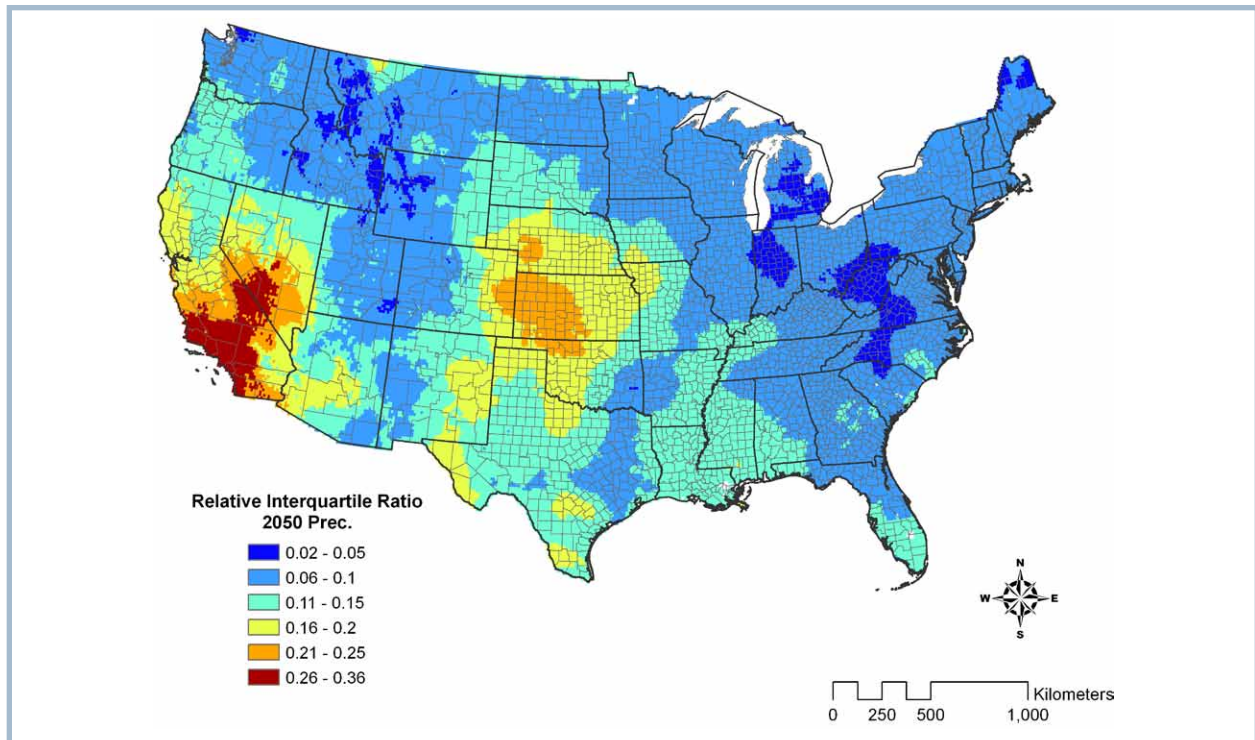 Relative Interquartile Ratio
2050 Prec.
0.02 - 0.05
0.06 - 0.1
0.11 - 0.15
0.16 - 0.2
0.21 - 0.25
0.26 - 0.36
N
W E
S
Kilometers
0 250 500 1,000